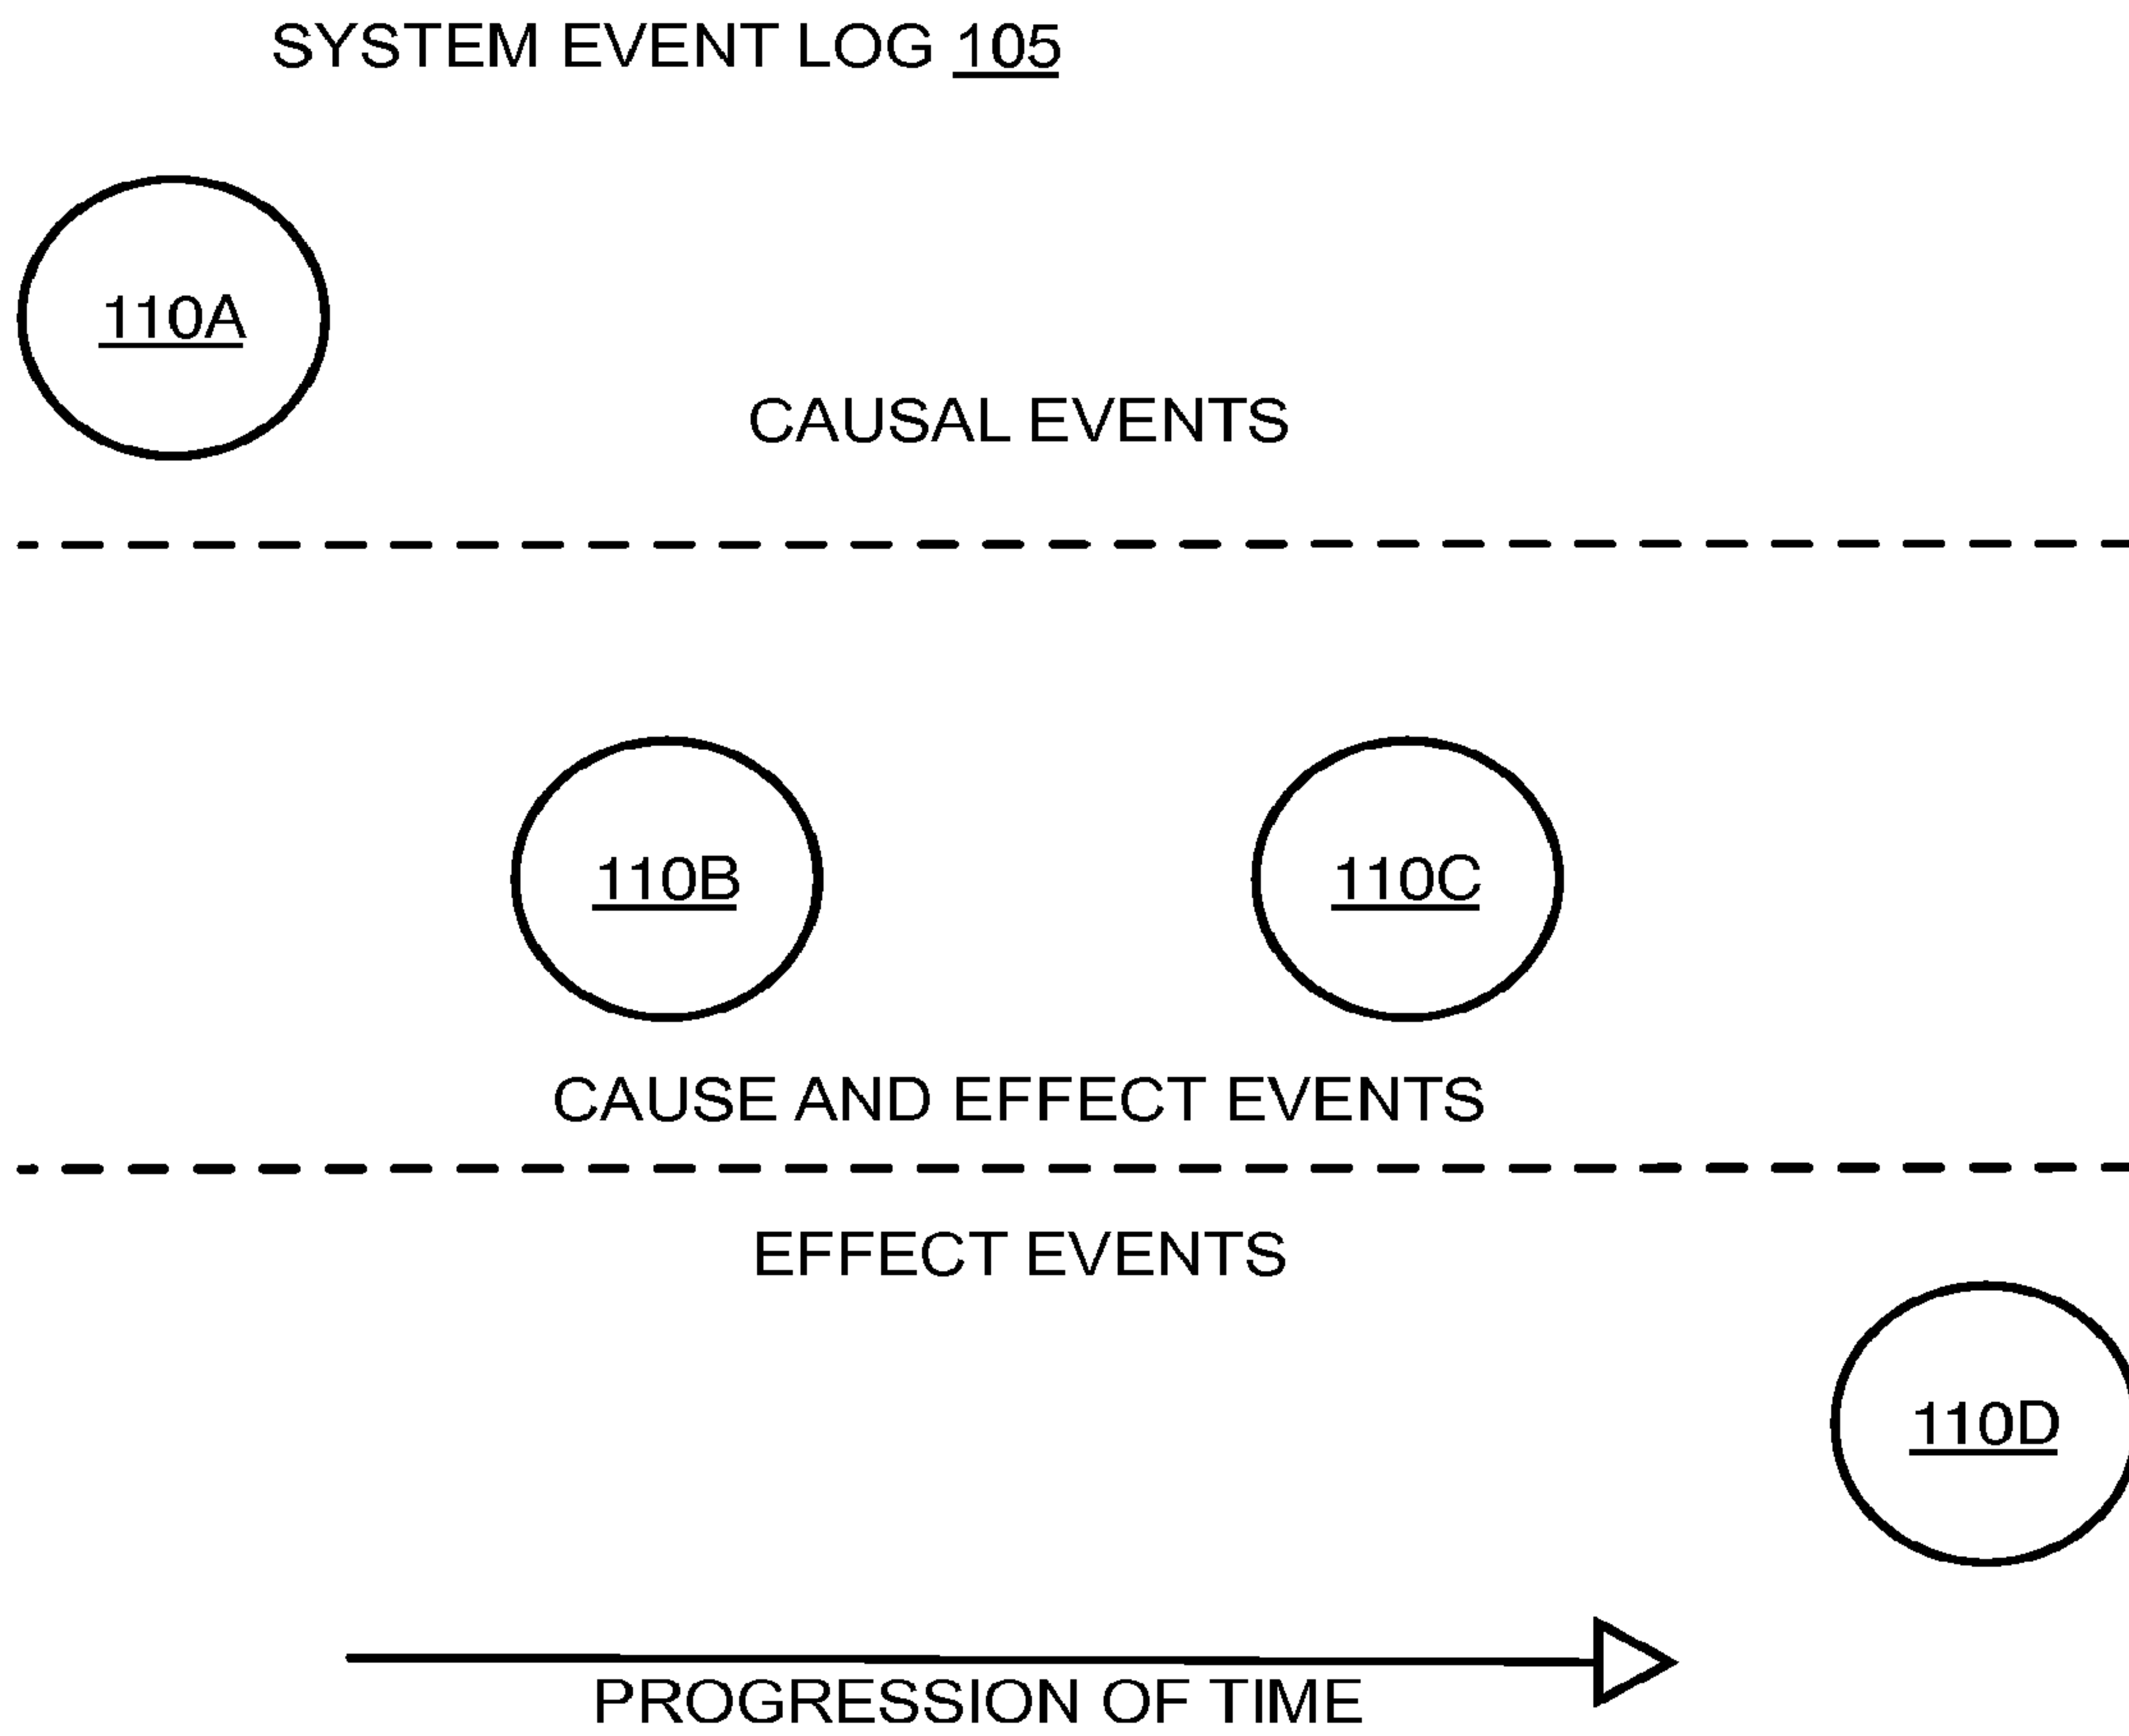 SYSTEM EVENT LOG 105
110A
CAUSAL EVENTS
110B
110C
CAUSE AND EFFECT EVENTS
EFFECT EVENTS
110D
PROGRESSION OF TIME